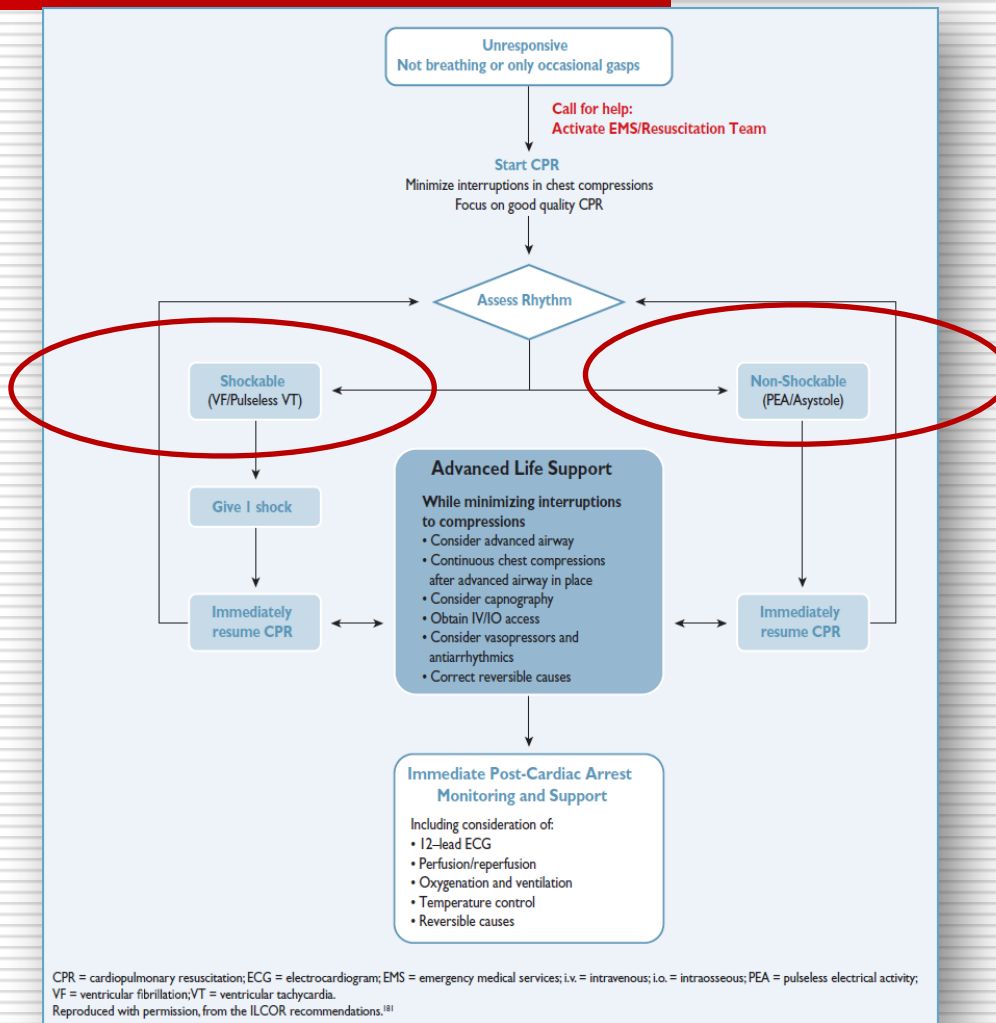 Unresponsive
Not breathing or only occasional gasps
Call for help:
Activate EMS/Resuscitation Team
Start CPR
Minimize interruptions in chest compressions
Focus on good quality CPR
Assess Rhythm
Shockable
(VF/Pulseless VT)
Non-Shockable
(PEA/Asystole)
Give 1 shock
Immediately
resume CPR
Advanced Life Support
While minimizing interruptions
to compressions
• Consider advanced airway
• Continuous chest compressions
after advanced airway in place
• Consider capnography
• Obtain IV/IO access
• Consider vasopressors and
antiarrhythmics
• Correct reversible causes
Immediately
resume CPR
Immediate Post-Cardiac Arrest
Monitoring and Support
Including consideration of:
• 12–lead ECG
• Perfusion/reperfusion
• Oxygenation and ventilation
• Temperature control
• Reversible causes
CPR = cardiopulmonary resuscitation; ECG = electrocardiogram; EMS = emergency medical services; i.v. = intravenous; i.o. = intraosseous; PEA = pulseless electrical activity;
VF = ventricular fibrillation; VT = ventricular tachycardia.
Reproduced with permission, from the ILCOR recommendations.¹⁸¹